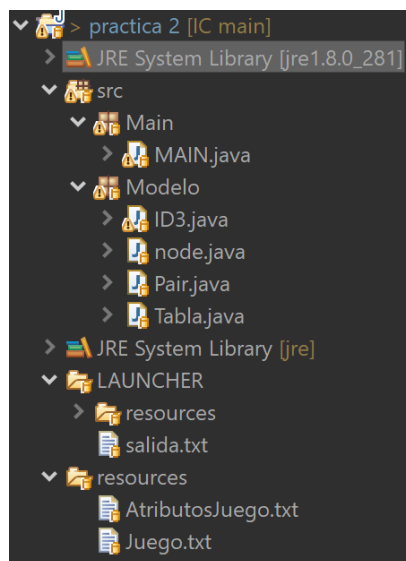 > practica 2 [IC main]
JRE System Library [jre1.8.0_281]
src
Main
MAIN.java
Modelo
ID3.java
node.java
Pair.java
Tabla.java
JRE System Library [jre]
LAUNCHER
resources
salida.txt
resources
AtributosJuego.txt
Juego.txt